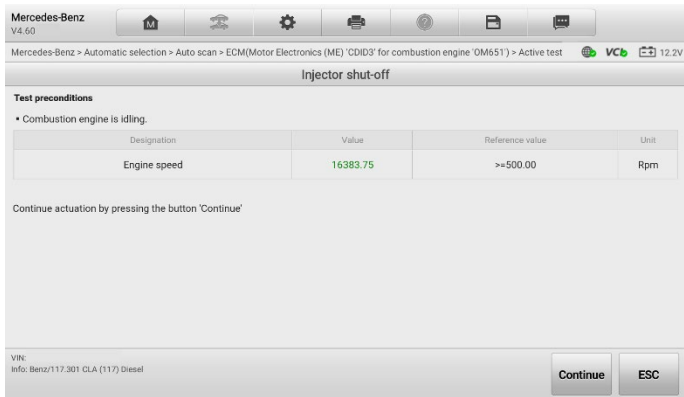 Mercedes-Benz
V4.60
M
Mercedes-Benz > Automatic selection > Auto scan > ECM(Motor Electronics (ME) 'CDID3' for combustion engine 'OM651') > Active test VCI 12.2V
Injector shut-off
Test preconditions
• Combustion engine is idling.
Designation Value Reference value Unit
Engine speed 16383.75 >=500.00 Rpm
Continue actuation by pressing the button 'Continue'
VIN:
Info: Benz/117.301 CLA (117) Diesel
Continue ESC